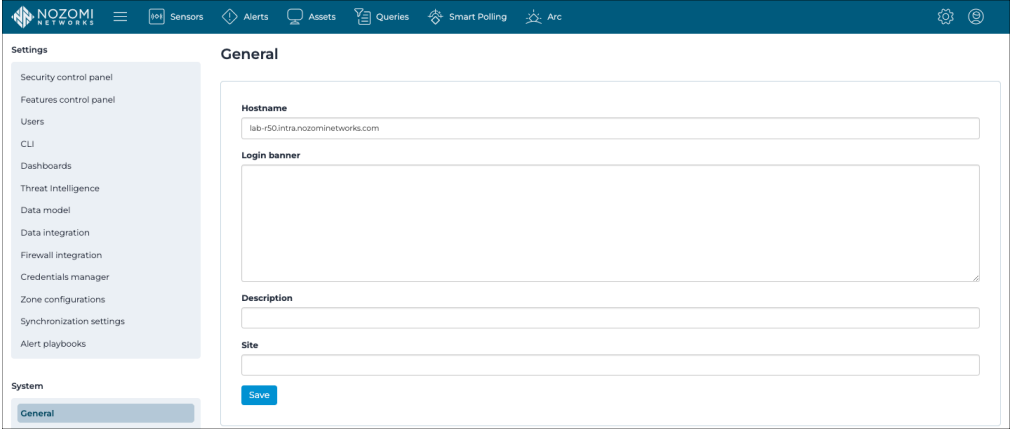 NOZOMI
NETWORKS
Sensors
Alerts
Assets
Queries
Smart Polling
Arc
Settings
Security control panel
Features control panel
Users
CLI
Dashboards
Threat Intelligence
Data model
Data integration
Firewall integration
Credentials manager
Zone configurations
Synchronization settings
Alert playbooks
System
General
General
Hostname
lab-r50.intra.nozominetworks.com
Login banner
Description
Site
Save